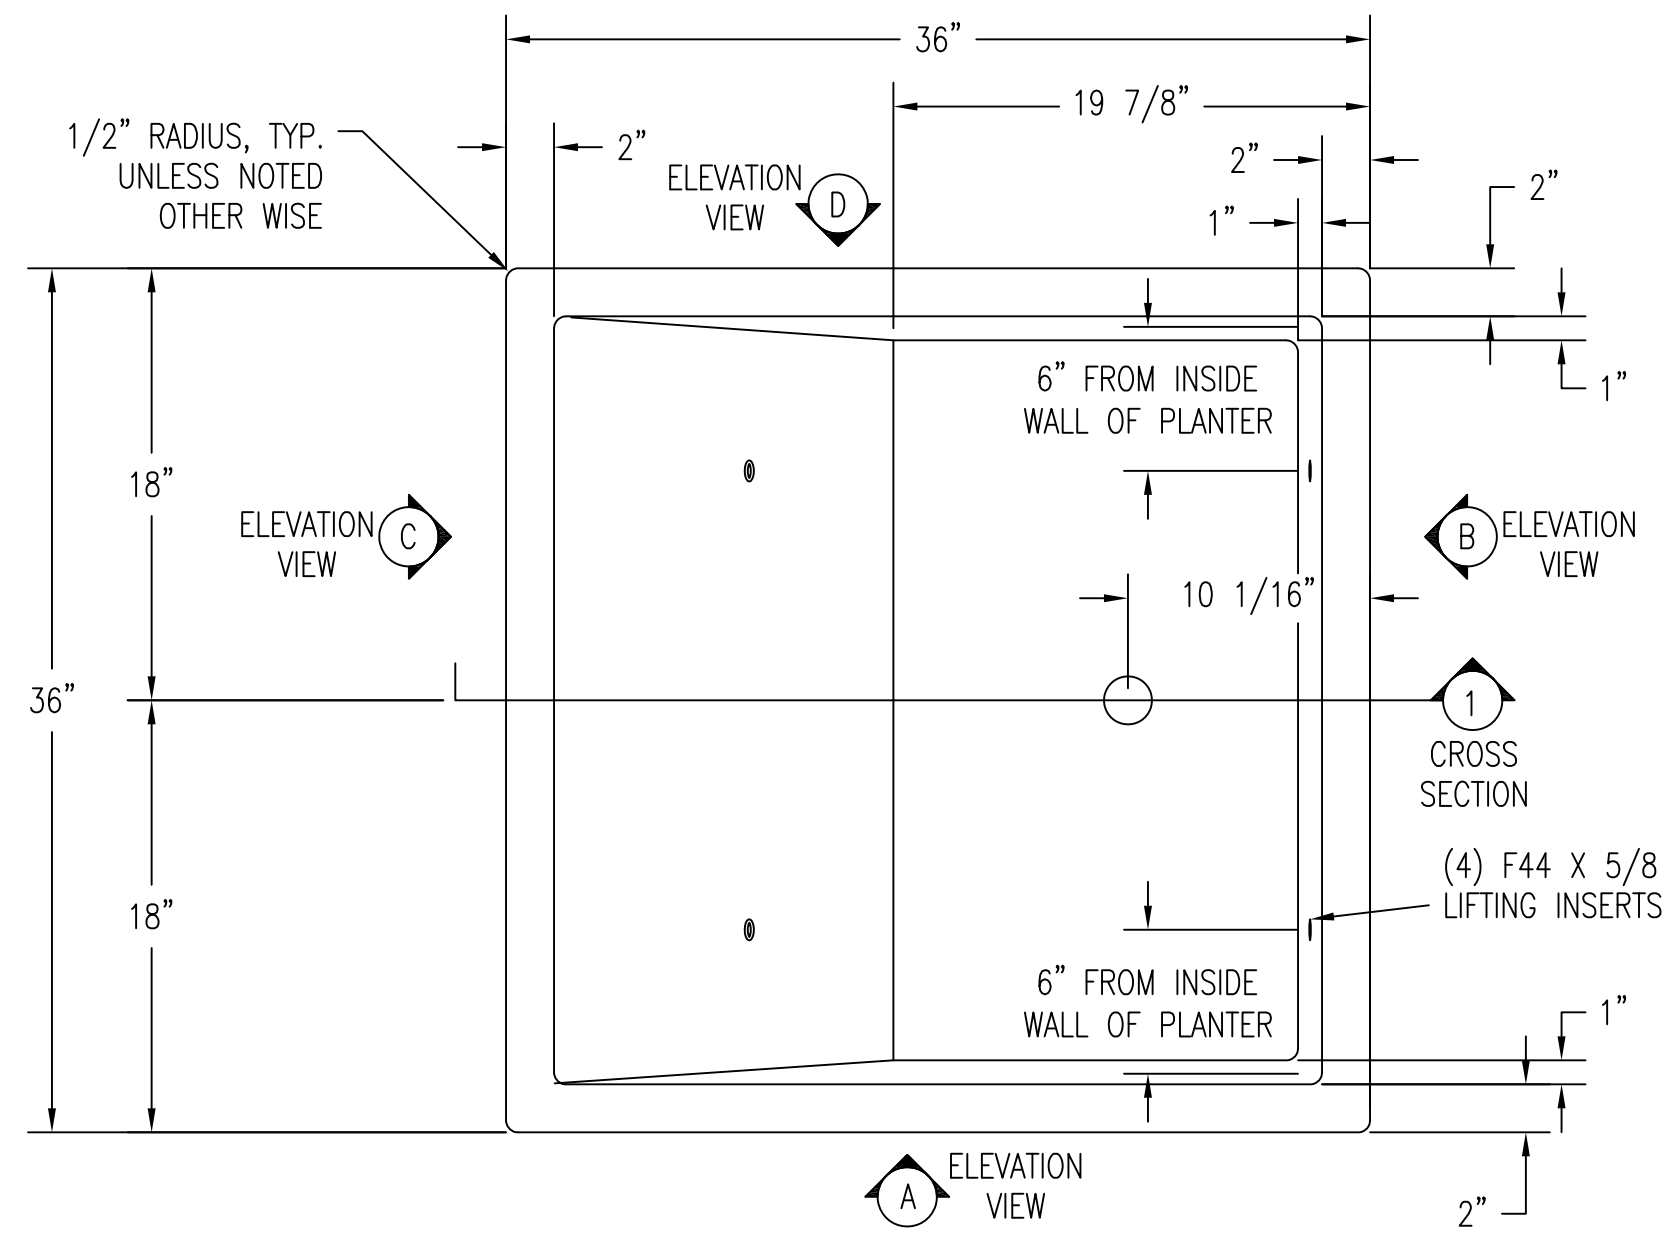 36”
19 7/8”
1/2” RADIUS, TYP.
UNLESS NOTED
OTHER WISE
2”
ELEVATION
VIEW
D
2”
2”
1”
1”
6” FROM INSIDE
WALL OF PLANTER
18”
ELEVATION
VIEW
C
B
ELEVATION
VIEW
10 1/16”
36”
1
CROSS
SECTION
(4) F44 X 5/8
LIFTING INSERTS
18”
6” FROM INSIDE
WALL OF PLANTER
1”
A
ELEVATION
VIEW
2”